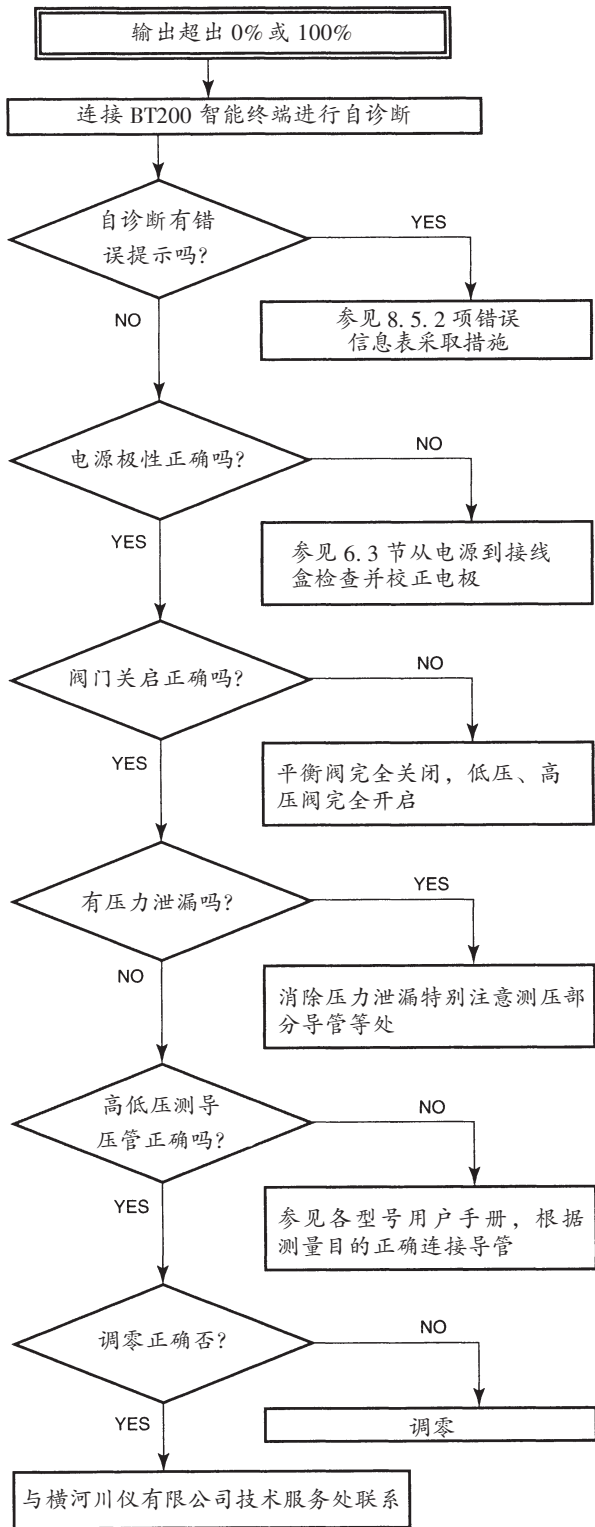 输出超出 0% 或 100%
连接 BT200 智能终端进行自诊断
自诊断有错
误提示吗?
YES
NO
参见 8. 5. 2 项错误
信息表采取措施
电源极性正确吗?
NO
YES
参见 6. 3 节从电源到接线
盒检查并校正电极
阀门关启正确吗?
NO
YES
平衡阀完全关闭，低压、高
压阀完全开启
有压力泄漏吗?
YES
NO
消除压力泄漏特别注意测压部
分导管等处
高低压测导
压管正确吗?
NO
YES
参见各型号用户手册，根据
测量目的正确连接导管
调零正确否?
NO
YES
调零
与横河川仪有限公司技术服务处联系